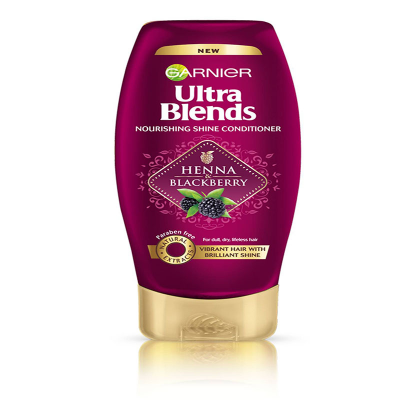 NEW
GARNIER
Ultra
Blends
NOURISHING SHINE CONDITIONER
HENNA
&
BLACKBERRY
Paraben free
NATURAL
EXTRACTS
For dull, dry, lifeless hair
VIBRANT HAIR WITH
BRILLIANT SHINE